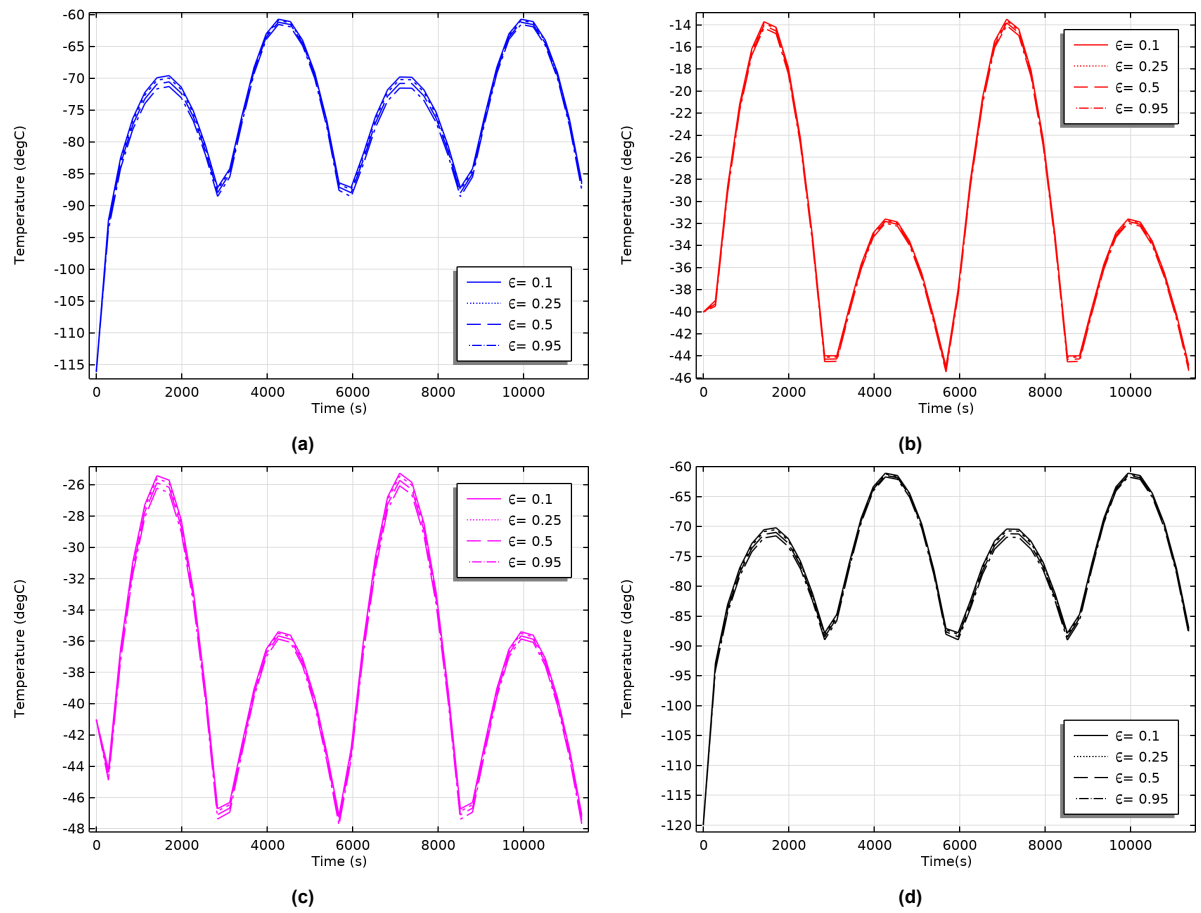 -60
-65
-70
-75
-80
-85
-90
-95
-100
-105
-110
-115
Temperature (degC)
0 2000 4000 6000 8000 10000
Time (s)
ϵ= 0.1
ϵ= 0.25
ϵ= 0.5
ϵ= 0.95
(a)
-14
-16
-18
-20
-22
-24
-26
-28
-30
-32
-34
-36
-38
-40
-42
-44
-46
Temperature (degC)
0 2000 4000 6000 8000 10000
Time (s)
ϵ= 0.1
ϵ= 0.25
ϵ= 0.5
ϵ= 0.95
(b)
-26
-28
-30
-32
-34
-36
-38
-40
-42
-44
-46
-48
Temperature (degC)
0 2000 4000 6000 8000 10000
Time (s)
ϵ= 0.1
ϵ= 0.25
ϵ= 0.5
ϵ= 0.95
(c)
-60
-65
-70
-75
-80
-85
-90
-95
-100
-105
-110
-115
-120
Temperature (degC)
0 2000 4000 6000 8000 10000
Time(s)
ϵ= 0.1
ϵ= 0.25
ϵ= 0.5
ϵ= 0.95
(d)